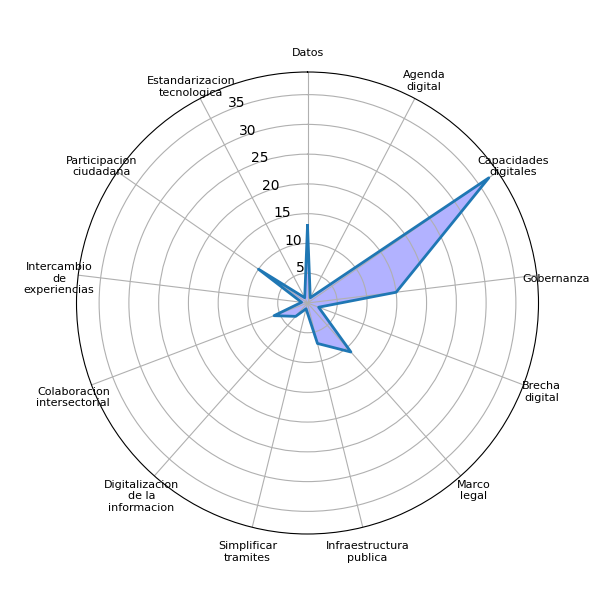 Datos
Agenda
digital
Capacidades
digitales
Gobernanza
Brecha
digital
Marco
legal
Infraestructura
publica
Simplificar
tramites
Digitalizacion
de la
informacion
Colaboracion
intersectorial
Intercambio
de
experiencias
Participacion
ciudadana
Estandarizacion
tecnologica
35
30
25
20
15
10
5